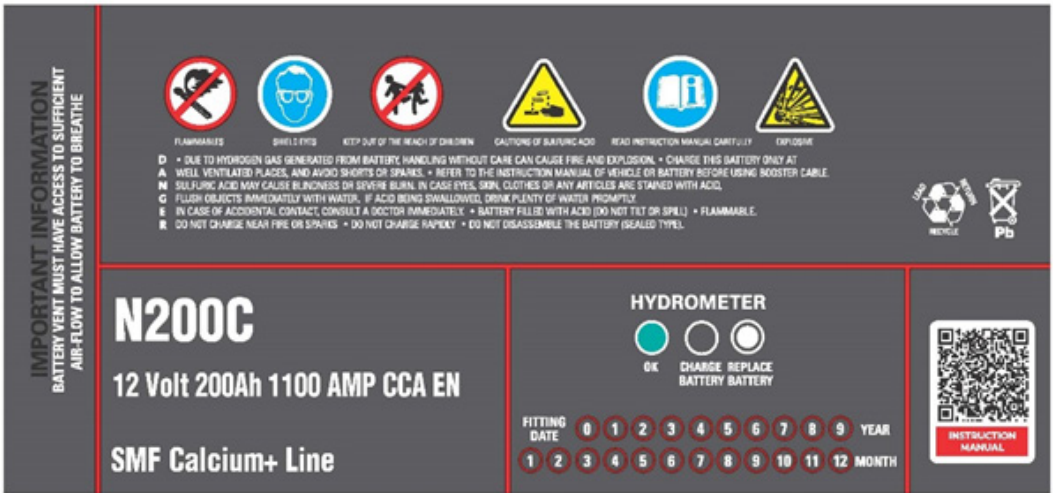 IMPORTANT INFORMATION
BATTERY VENT MUST HAVE ACCESS TO SUFFICIENT
AIR-FLOW TO ALLOW BATTERY TO BREATHE
FLAMMABLES
SHIELD EYES
KEEP OUT OF THE REACH OF CHILDREN
CAUTIONS OF SULFURIC ACID
READ INSTRUCTION MANUAL CAREFULLY
EXPLOSIVE
D • DUE TO HYDROGEN GAS GENERATED FROM BATTERY, HANDLING WITHOUT CARE CAN CAUSE FIRE AND EXPLOSION. • CHARGE THIS BATTERY ONLY AT
A WELL VENTILATED PLACES, AND AVOID SHORTS OR SPARKS. • REFER TO THE INSTRUCTION MANUAL OF VEHICLE OR BATTERY BEFORE USING BOOSTER CABLE.
N SULFURIC ACID MAY CAUSE BLINDNESS OR SEVERE BURN. IN CASE EYES, SKIN, CLOTHES OR ANY ARTICLES ARE STAINED WITH ACID,
G FLUSH OBJECTS IMMEDIATELY WITH WATER. IF ACID BEING SWALLOWED, DRINK PLENTY OF WATER PROMPTLY.
E IN CASE OF ACCIDENTAL CONTACT, CONSULT A DOCTOR IMMEDIATELY. • BATTERY FILLED WITH ACID (DO NOT TILT OR SPILL) • FLAMMABLE.
R DO NOT CHARGE NEAR FIRE OR SPARKS • DO NOT CHARGE RAPIDLY • DO NOT DISASSEMBLE THE BATTERY (SEALED TYPE).
LEAD
RETURN
RECYCLE
Pb
N200C
12 Volt 200Ah 1100 AMP CCA EN
SMF Calcium+ Line
HYDROMETER
OK
CHARGE BATTERY
REPLACE BATTERY
FITTING DATE
0 1 2 3 4 5 6 7 8 9 YEAR
1 2 3 4 5 6 7 8 9 10 11 12 MONTH
INSTRUCTION
MANUAL